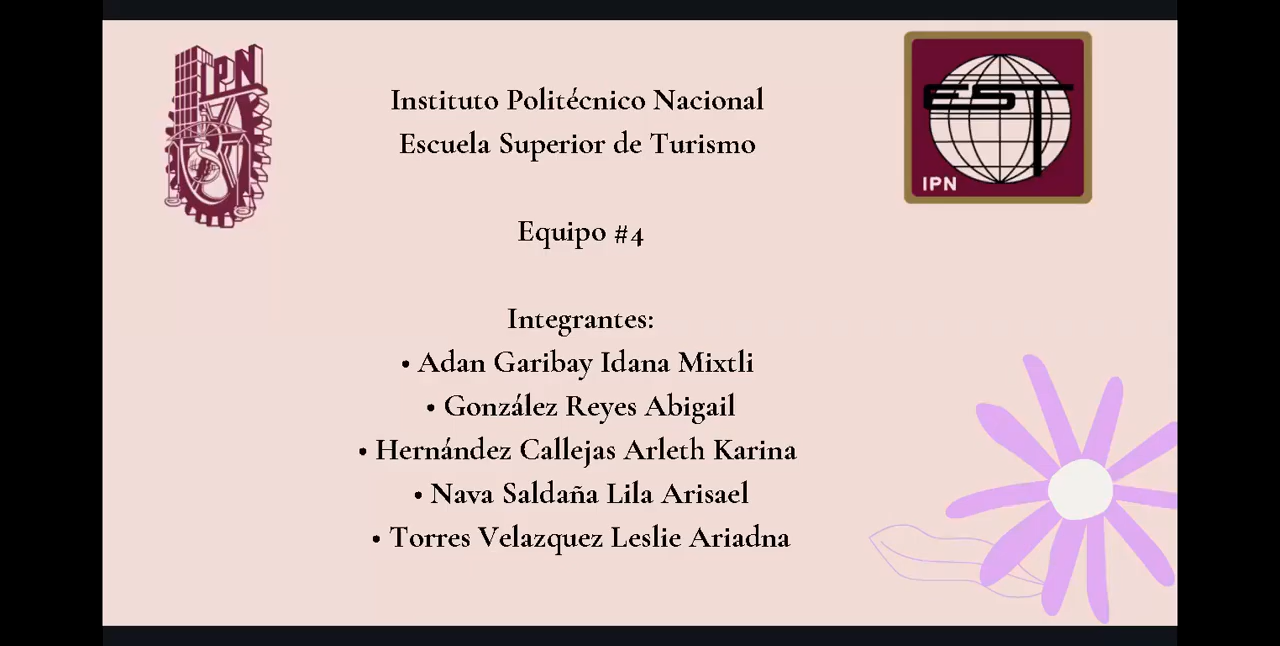 IPN
Instituto Politécnico Nacional
Escuela Superior de Turismo
EST
IPN
Equipo #4
Integrantes:
• Adan Garibay Idana Mixtli
• González Reyes Abigail
• Hernández Callejas Arleth Karina
• Nava Saldaña Lila Arisael
• Torres Velazquez Leslie Ariadna